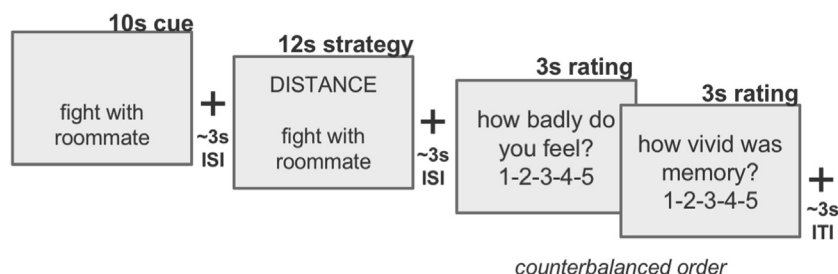 10s cue
fight with
roommate
+
~3s
ISI
12s strategy
DISTANCE
fight with
roommate
+
~3s
ISI
3s rating
how badly do
you feel?
1-2-3-4-5
3s rating
how vivid was
memory?
1-2-3-4-5
+
~3s
ITI
counterbalanced order